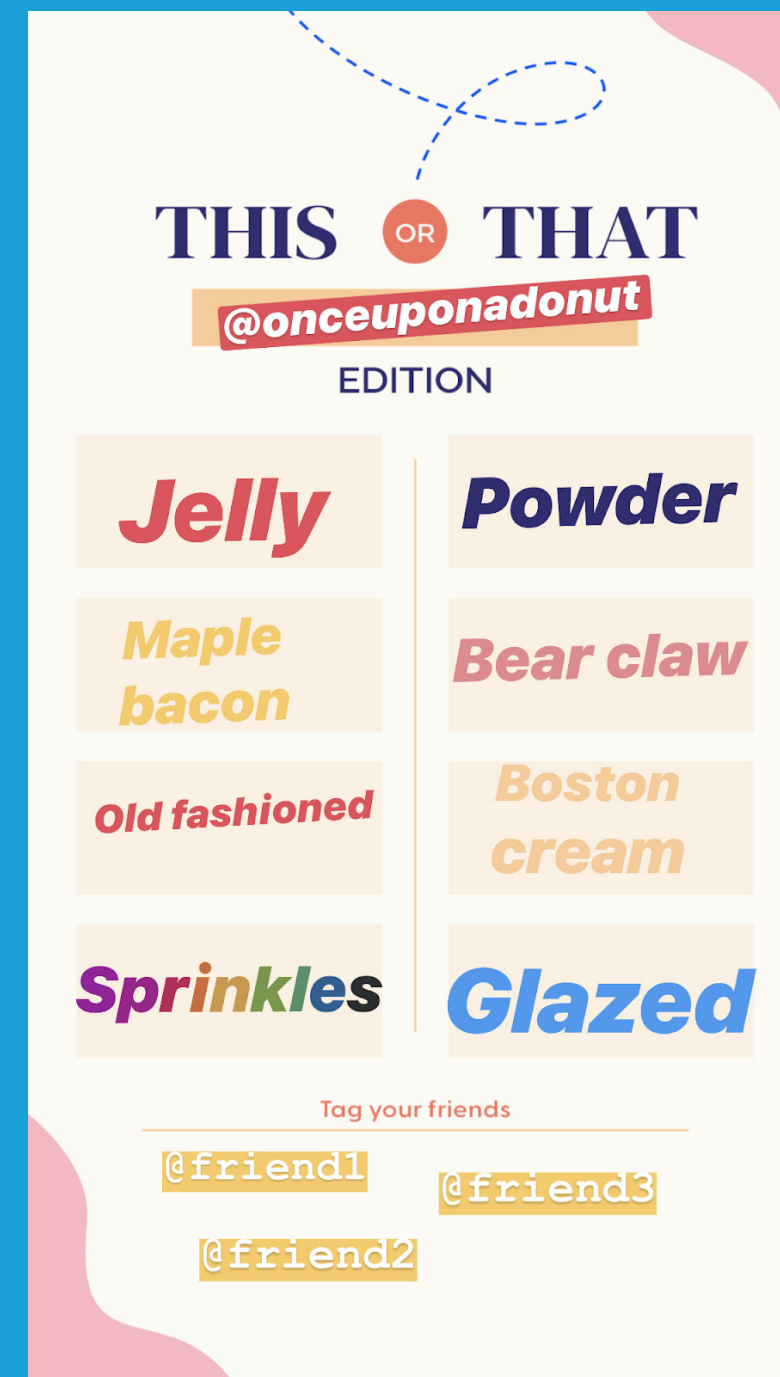 THIS OR THAT
@onceuponadonut
EDITION
Jelly
Powder
Maple
bacon
Bear claw
Old fashioned
Boston
cream
Sprinkles
Glazed
Tag your friends
@friend1
@friend3
@friend2